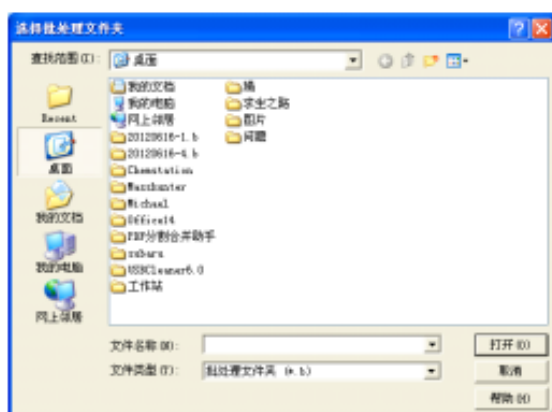 选择批处理文件夹
查找范围(I):
桌面
Recent
桌面
我的文档
我的电脑
网上邻居
我的文档
我的电脑
网上邻居
20120616-1.b
20120616-4.b
Chemstation
Masshunter
Michael
Office14
PDF分割合并助手
subaru
USBCleaner6.0
工作站
求生之路
图片
问题
文件名称(N):
打开(O)
文件类型(T):
批处理文件夹 (*.b)
取消
帮助(H)